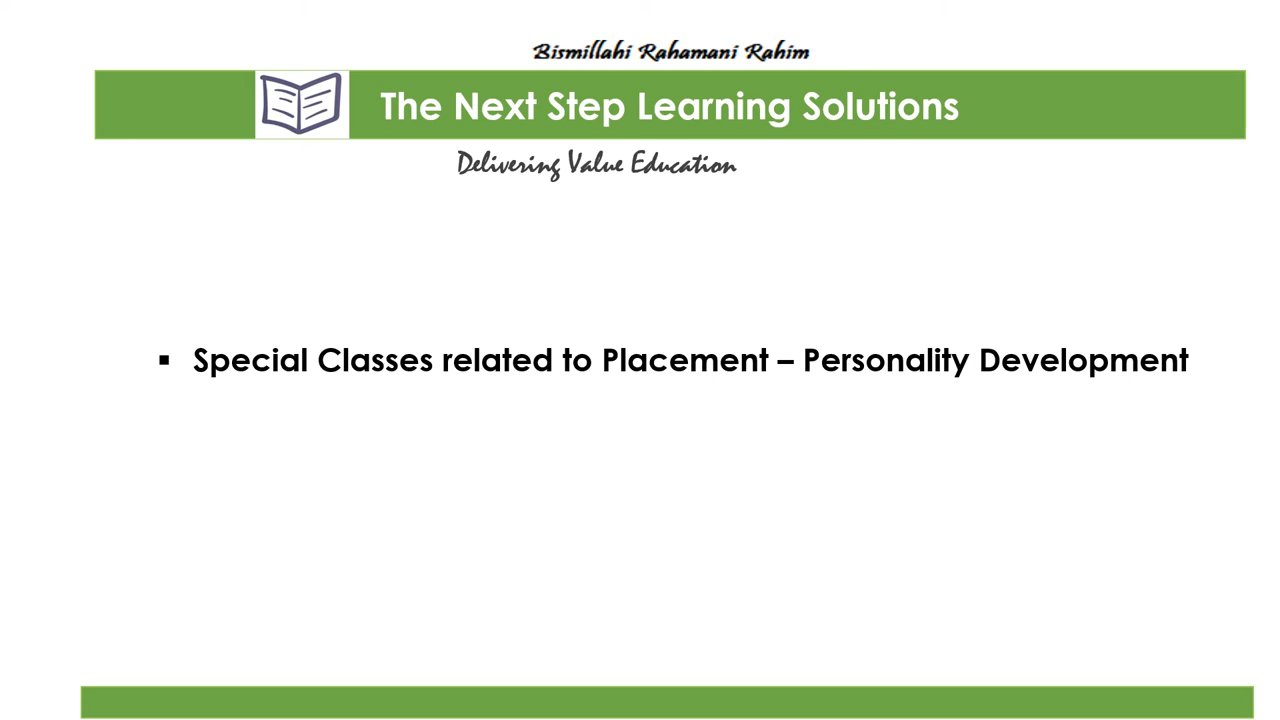 Bismillahi Rahamani Rahim
The Next Step Learning Solutions
Delivering Value Education
▪ Special Classes related to Placement – Personality Development